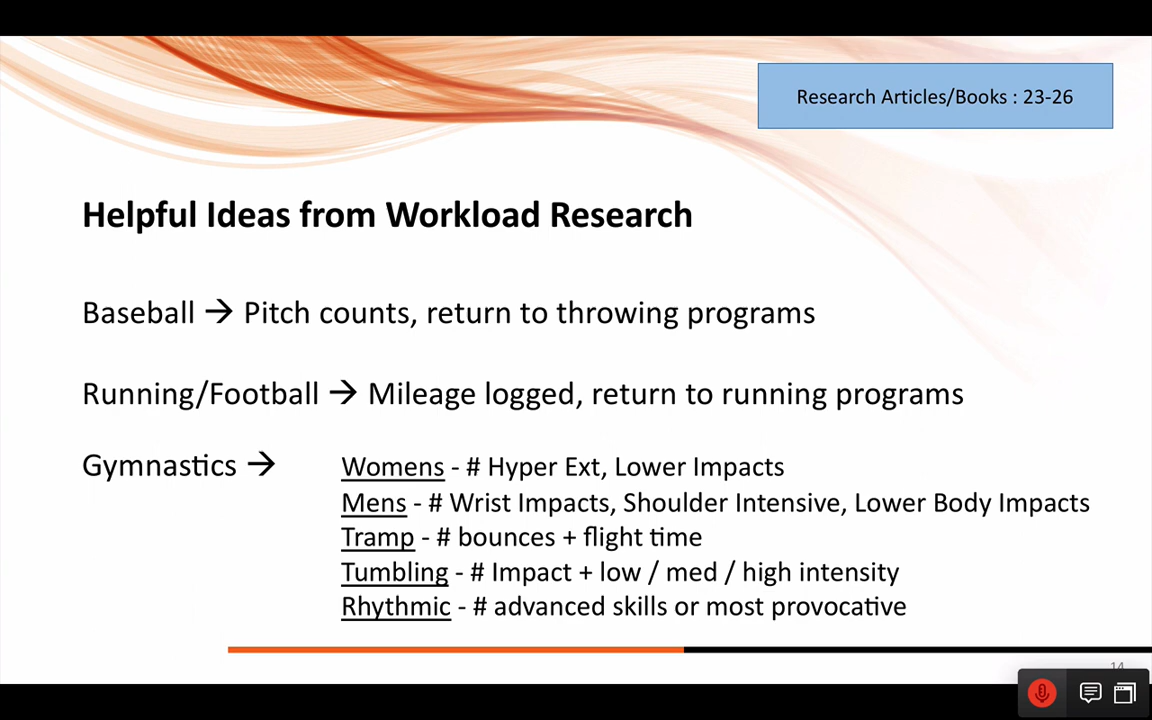 Research Articles/Books : 23-26
Helpful Ideas from Workload Research
Baseball → Pitch counts, return to throwing programs
Running/Football → Mileage logged, return to running programs
Gymnastics →
Womens - # Hyper Ext, Lower Impacts
Mens - # Wrist Impacts, Shoulder Intensive, Lower Body Impacts
Tramp - # bounces + flight time
Tumbling - # Impact + low / med / high intensity
Rhythmic - # advanced skills or most provocative
14